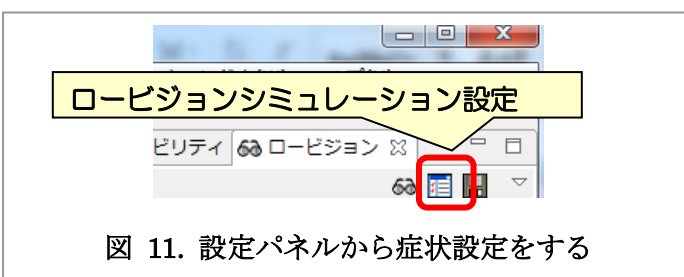 ロービジョンシミュレーション設定
ビリティ ロービジョン
図 11. 設定パネルから症状設定をする